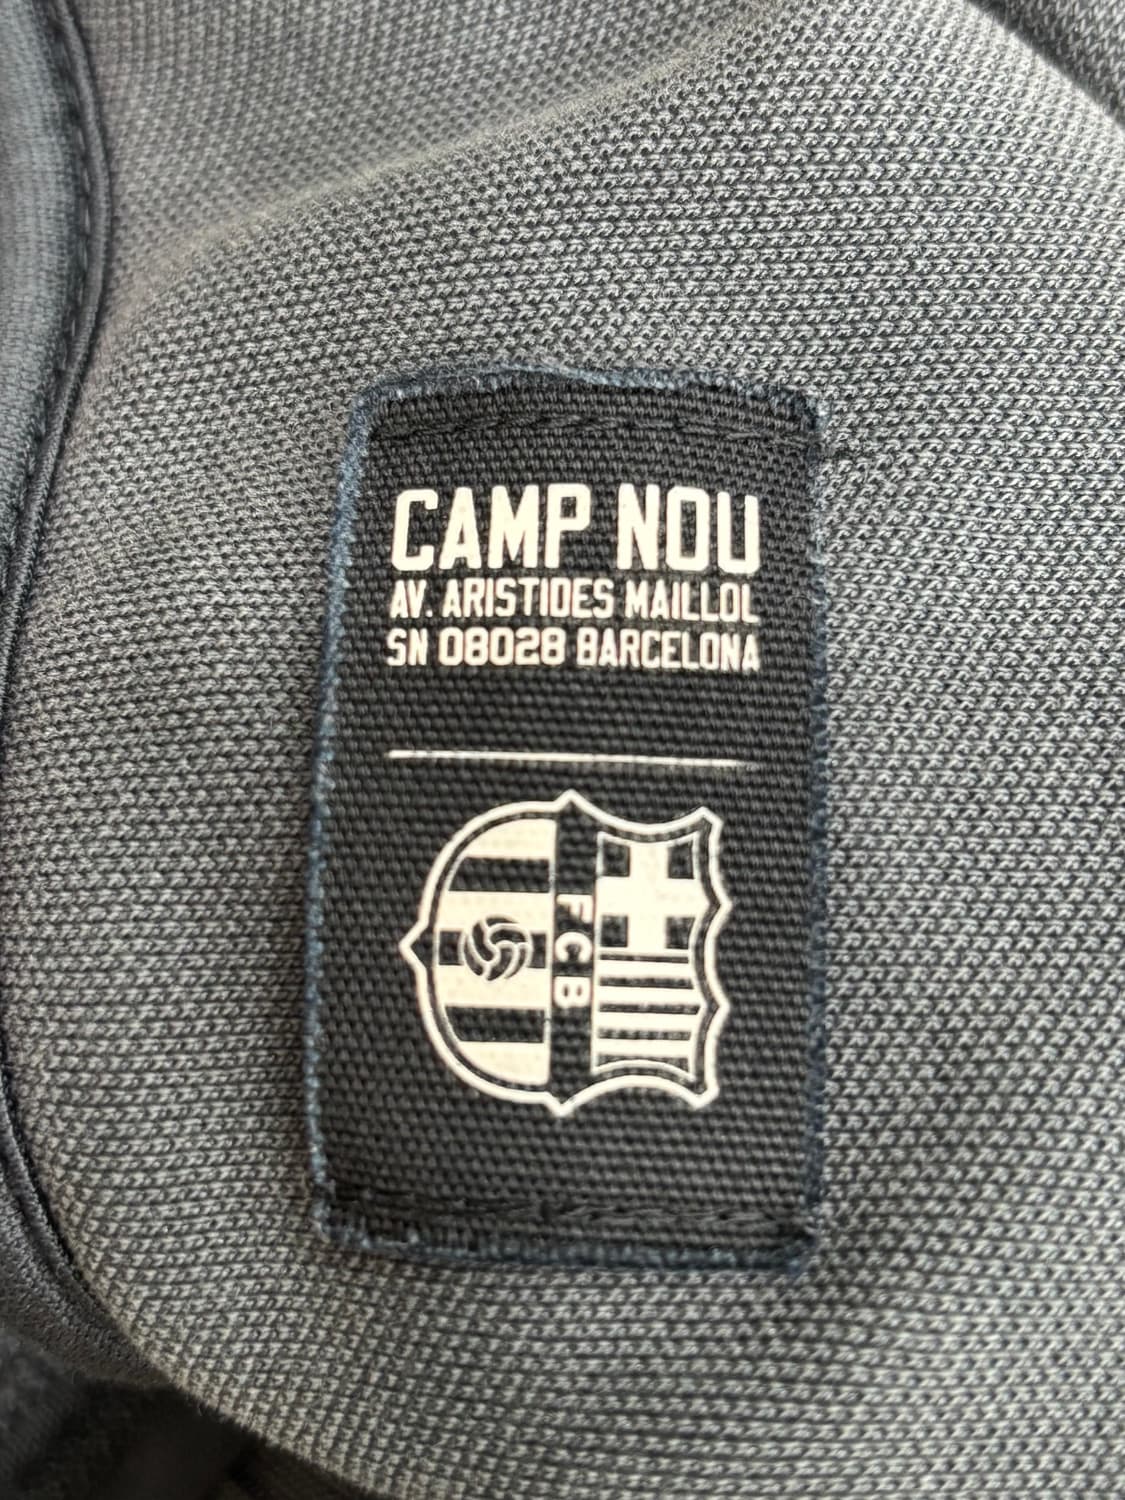 CAMP NOU
AV. ARISTIDES MAILLOL
SN 08028 BARCELONA
FCB